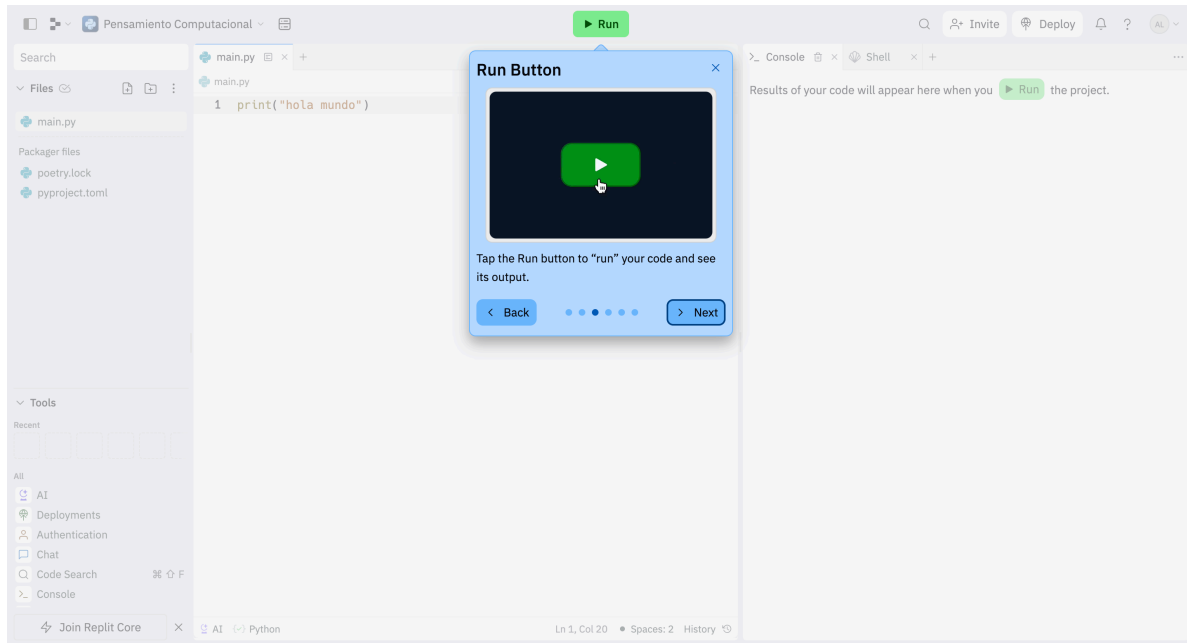 Pensamiento Computacional
Run
Invite
Deploy
AL
Search
main.py
>_ Console
Shell
Files
main.py
Run Button
Results of your code will appear here when you Run the project.
1 print("hola mundo")
main.py
Packager files
poetry.lock
pyproject.toml
Tap the Run button to “run” your code and see
its output.
Back
Next
Tools
Recent
All
AI
Deployments
Authentication
Chat
Code Search ⌘ ⇧ F
Console
Join Replit Core
AI
Python
Ln 1, Col 20
Spaces: 2
History